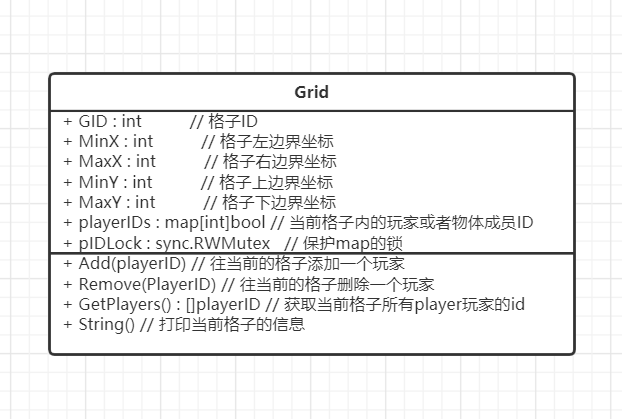 Grid
+ GID : int // 格子ID
+ MinX : int // 格子左边界坐标
+ MaxX : int // 格子右边界坐标
+ MinY : int // 格子上边界坐标
+ MaxY : int // 格子下边界坐标
+ playerIDs : map[int]bool // 当前格子内的玩家或者物体成员ID
+ pIDLock : sync.RWMutex // 保护map的锁
+ Add(playerID) // 往当前的格子添加一个玩家
+ Remove(PlayerID) // 往当前的格子删除一个玩家
+ GetPlayers() : []playerID // 获取当前格子所有player玩家的id
+ String() // 打印当前格子的信息